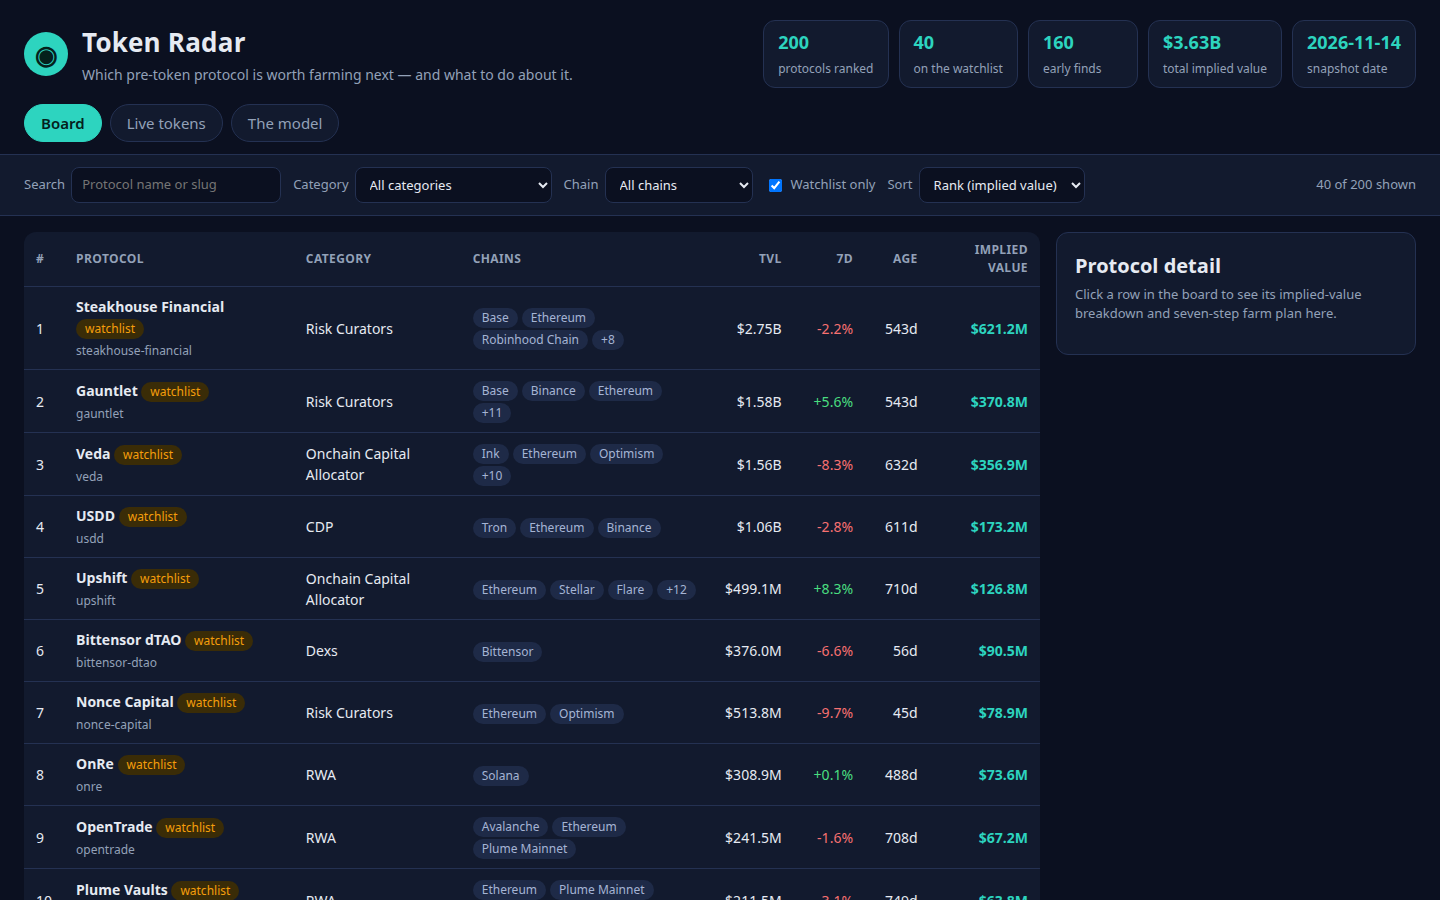 Token Radar
Which pre-token protocol is worth farming next — and what to do about it.
200
protocols ranked
40
on the watchlist
160
early finds
$3.63B
total implied value
2026-11-14
snapshot date
Board
Live tokens
The model
Search
Protocol name or slug
Category
All categories
Chain
All chains
Watchlist only
Sort
Rank (implied value)
40 of 200 shown
# PROTOCOL CATEGORY CHAINS TVL 7D AGE IMPLIED VALUE
1 Steakhouse Financial watchlist steakhouse-financial Risk Curators Base Ethereum Robinhood Chain +8 $2.75B -2.2% 543d $621.2M
2 Gauntlet watchlist gauntlet Risk Curators Base Binance Ethereum +11 $1.58B +5.6% 543d $370.8M
3 Veda watchlist veda Onchain Capital Allocator Ink Ethereum Optimism +10 $1.56B -8.3% 632d $356.9M
4 USDD watchlist usdd CDP Tron Ethereum Binance $1.06B -2.8% 611d $173.2M
5 Upshift watchlist upshift Onchain Capital Allocator Ethereum Stellar Flare +12 $499.1M +8.3% 710d $126.8M
6 Bittensor dTAO watchlist bittensor-dtao Dexs Bittensor $376.0M -6.6% 56d $90.5M
7 Nonce Capital watchlist nonce-capital Risk Curators Ethereum Optimism $513.8M -9.7% 45d $78.9M
8 OnRe watchlist onre RWA Solana $308.9M +0.1% 488d $73.6M
9 OpenTrade watchlist opentrade RWA Avalanche Ethereum Plume Mainnet $241.5M -1.6% 708d $67.2M
Plume Vaults watchlist Ethereum Plume Mainnet
Protocol detail
Click a row in the board to see its implied-value
breakdown and seven-step farm plan here.